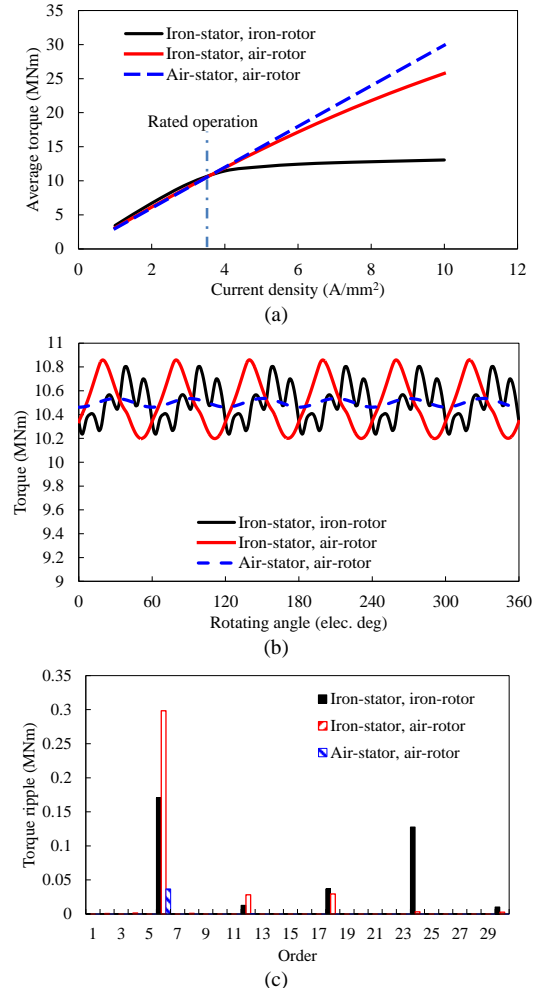 (a)
35
30
25
20
15
10
5
0
Average torque (MNm)
Iron-stator, iron-rotor
Iron-stator, air-rotor
Air-stator, air-rotor
Rated operation
0 2 4 6 8 10 12
Current density (A/mm²)
(a)
11
10.8
10.6
10.4
10.2
10
9.8
9.6
9.4
9.2
9
Torque (MNm)
Iron-stator, iron-rotor
Iron-stator, air-rotor
Air-stator, air-rotor
0 60 120 180 240 300 360
Rotating angle (elec. deg)
(b)
0.35
0.3
0.25
0.2
0.15
0.1
0.05
0
Torque ripple (MNm)
Iron-stator, iron-rotor
Iron-stator, air-rotor
Air-stator, air-rotor
1 3 5 7 9 11 13 15 17 19 21 23 25 27 29
Order
(c)